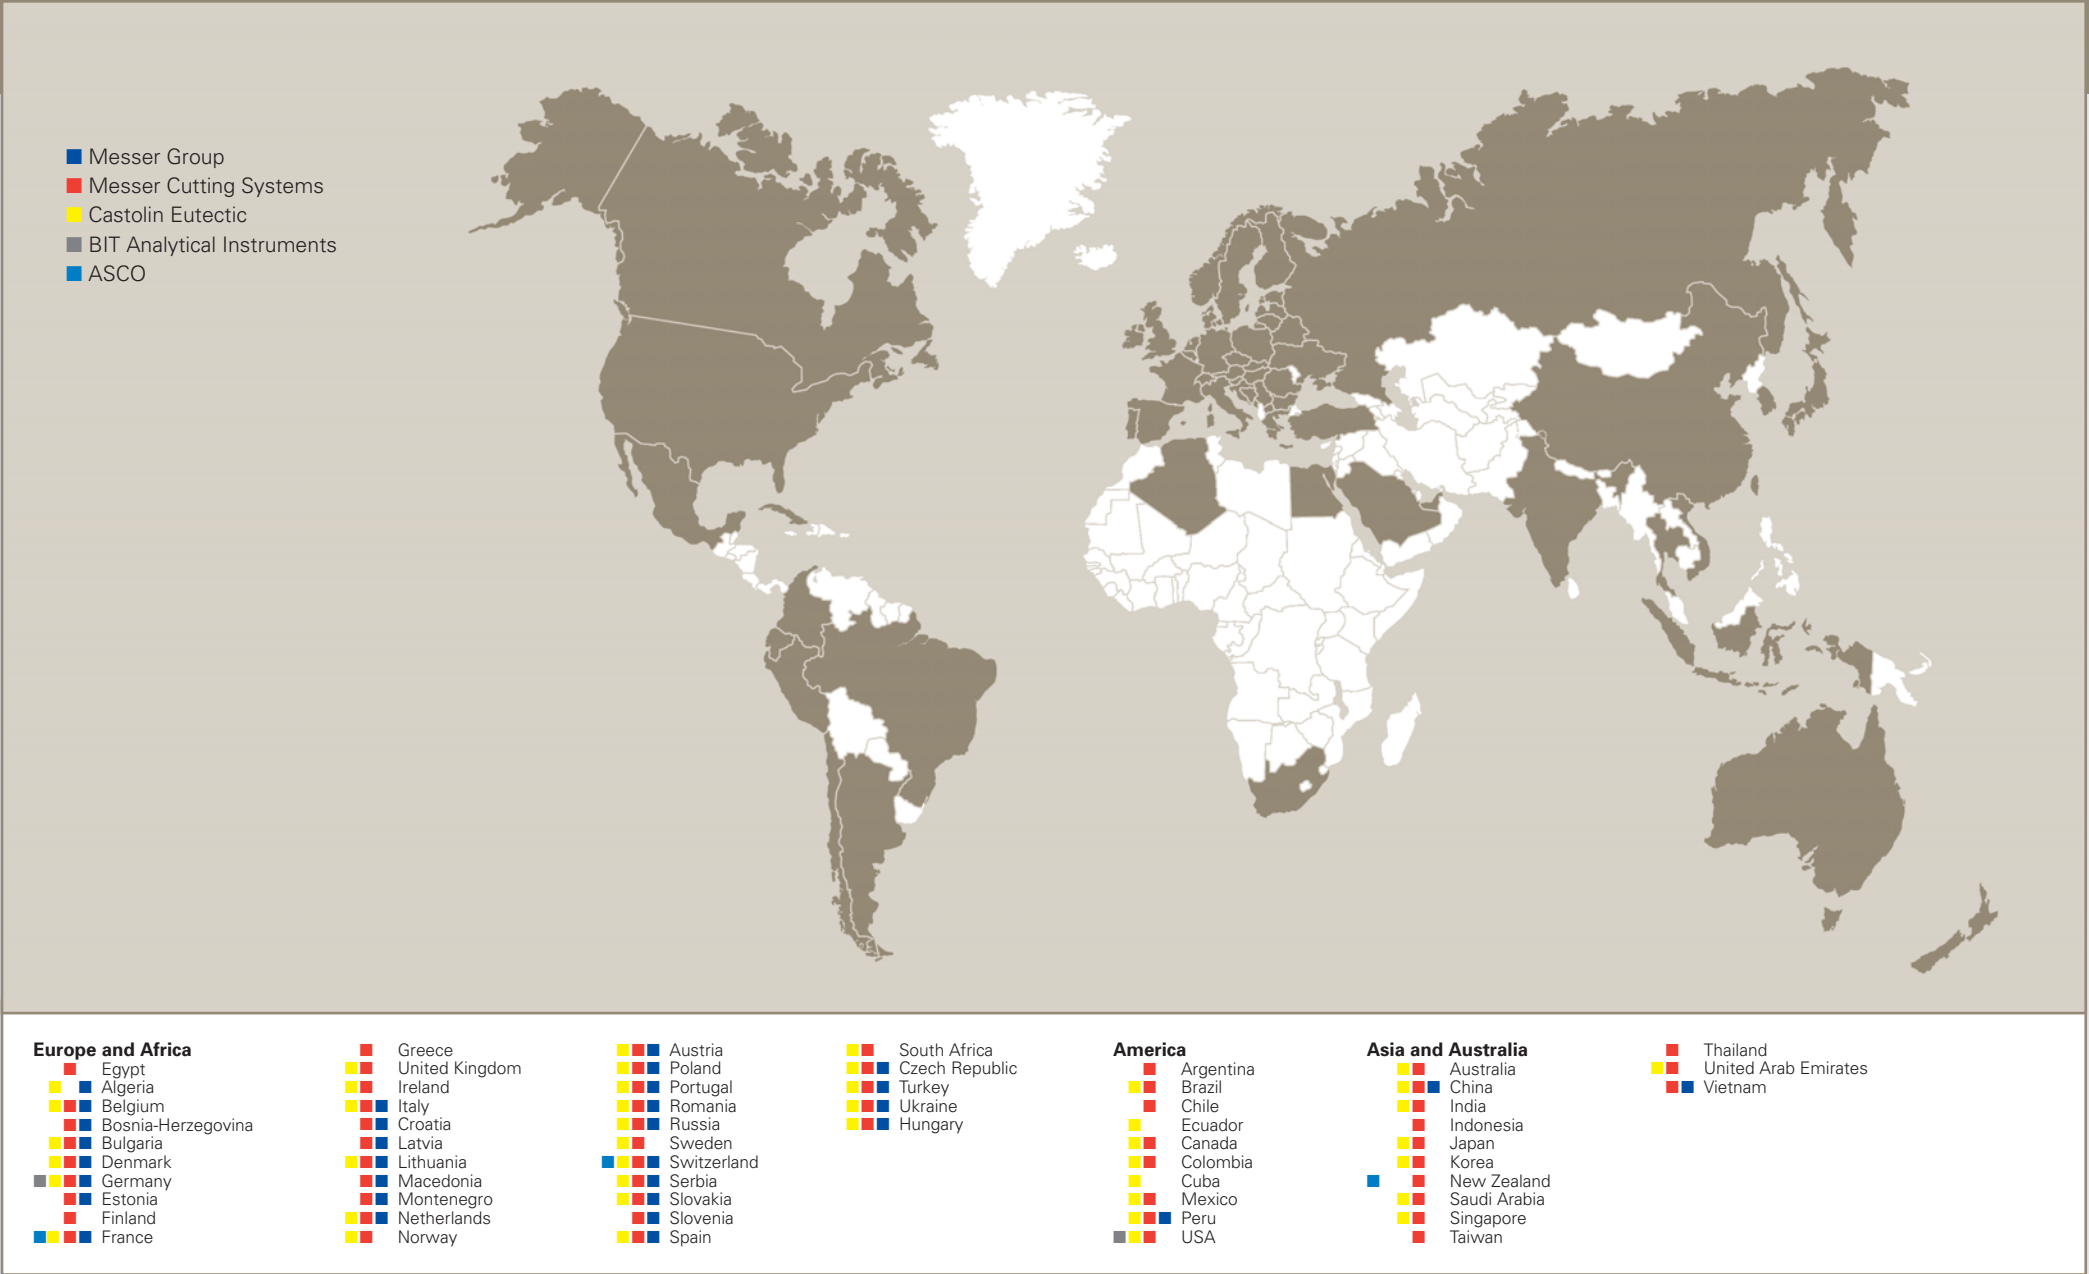 Messer Group
Messer Cutting Systems
Castolin Eutectic
BIT Analytical Instruments
ASCO
Europe and Africa
Egypt
Algeria
Belgium
Bosnia-Herzegovina
Bulgaria
Denmark
Germany
Estonia
Finland
France
Greece
United Kingdom
Ireland
Italy
Croatia
Latvia
Lithuania
Macedonia
Montenegro
Netherlands
Norway
Austria
Poland
Portugal
Romania
Russia
Sweden
Switzerland
Serbia
Slovakia
Slovenia
Spain
South Africa
Czech Republic
Turkey
Ukraine
Hungary
America
Argentina
Brazil
Chile
Ecuador
Canada
Colombia
Cuba
Mexico
Peru
USA
Asia and Australia
Australia
China
India
Indonesia
Japan
Korea
New Zealand
Saudi Arabia
Singapore
Taiwan
Thailand
United Arab Emirates
Vietnam